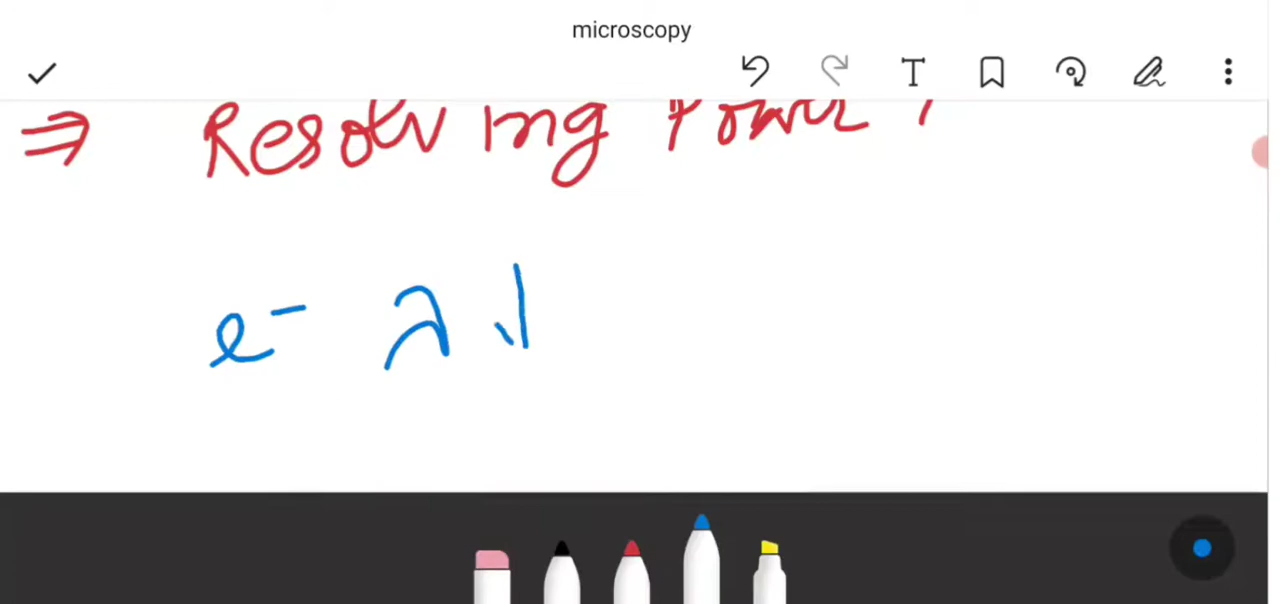 microscopy
⇒ Resolving Power
e⁻ λ ↓